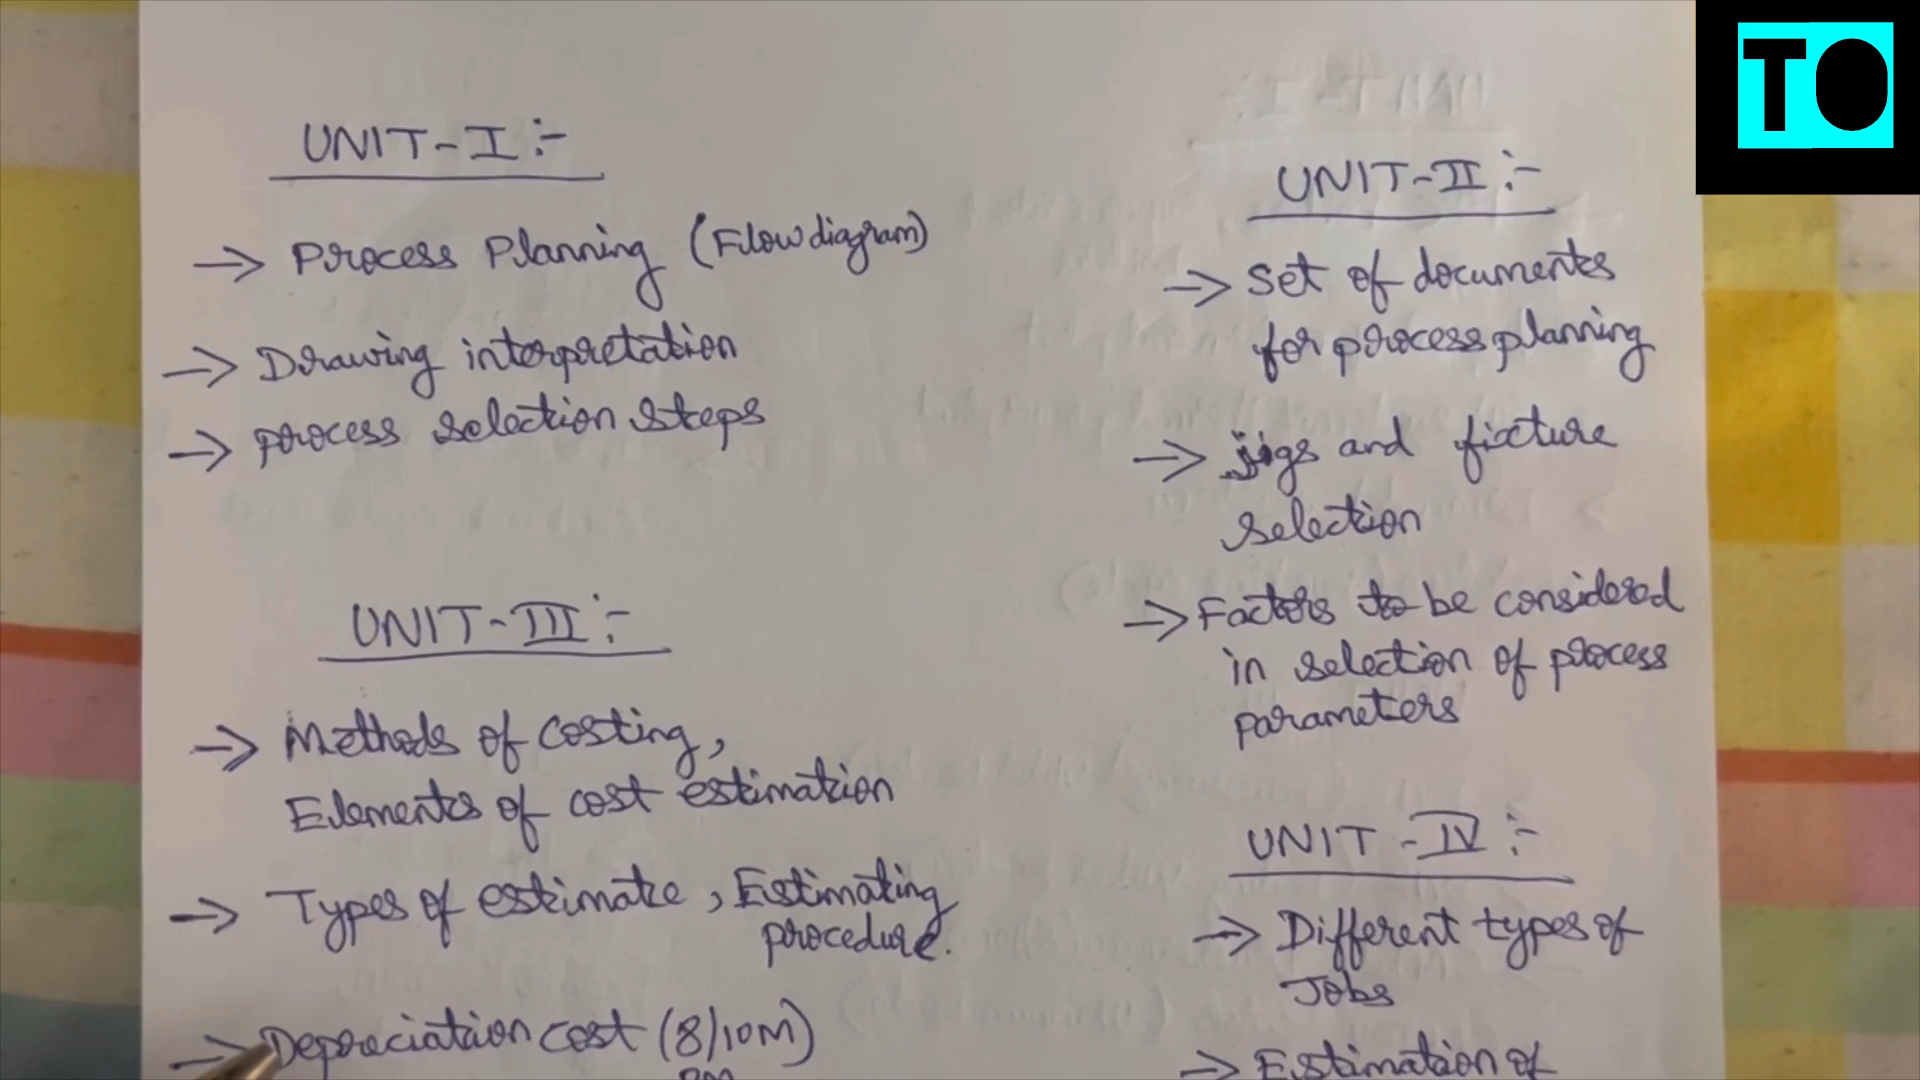 UNIT-I :-
→ Process Planning (Flowdiagram)
→ Drawing interpretation
→ process selection steps
UNIT-II :-
→ Set of documents
for process planning
→ jigs and fixture
selection
→ Factors to be considered
in selection of process
parameters
UNIT-III :-
→ Methods of costing,
Elements of cost estimation
→ Types of estimate, Estimating
procedure.
→ Depreciation cost (8/10M)
UNIT-IV :-
→ Different types of
Jobs
→ Estimation of
TO